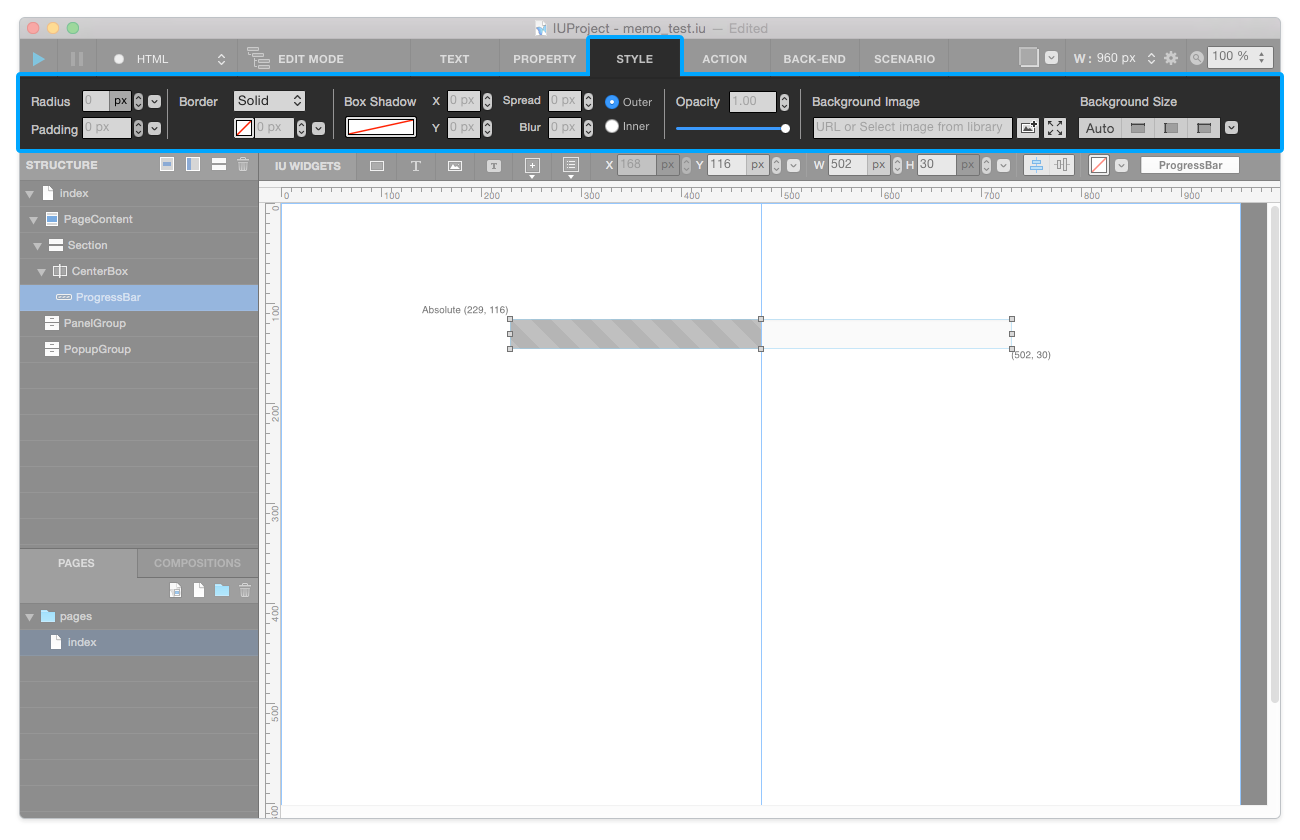 IUProject - memo_test.iu — Edited
HTML EDIT MODE TEXT PROPERTY STYLE ACTION BACK-END SCENARIO W: 960 px 100 %
Radius 0 px Border Solid Box Shadow X 0 px Spread 0 px Outer Opacity 1.00 Background Image Background Size
Padding 0 px 0 px Y 0 px Blur 0 px Inner URL or Select image from library Auto
STRUCTURE IU WIDGETS T T X 168 px Y 116 px W 502 px H 30 px ProgressBar
0 100 200 300 400 500 600 700 800 900
index
PageContent
Section
CenterBox
ProgressBar
PanelGroup
PopupGroup
Absolute (229, 116)
(502, 30)
0
100
200
300
400
500
600
PAGES COMPOSITIONS
pages
index